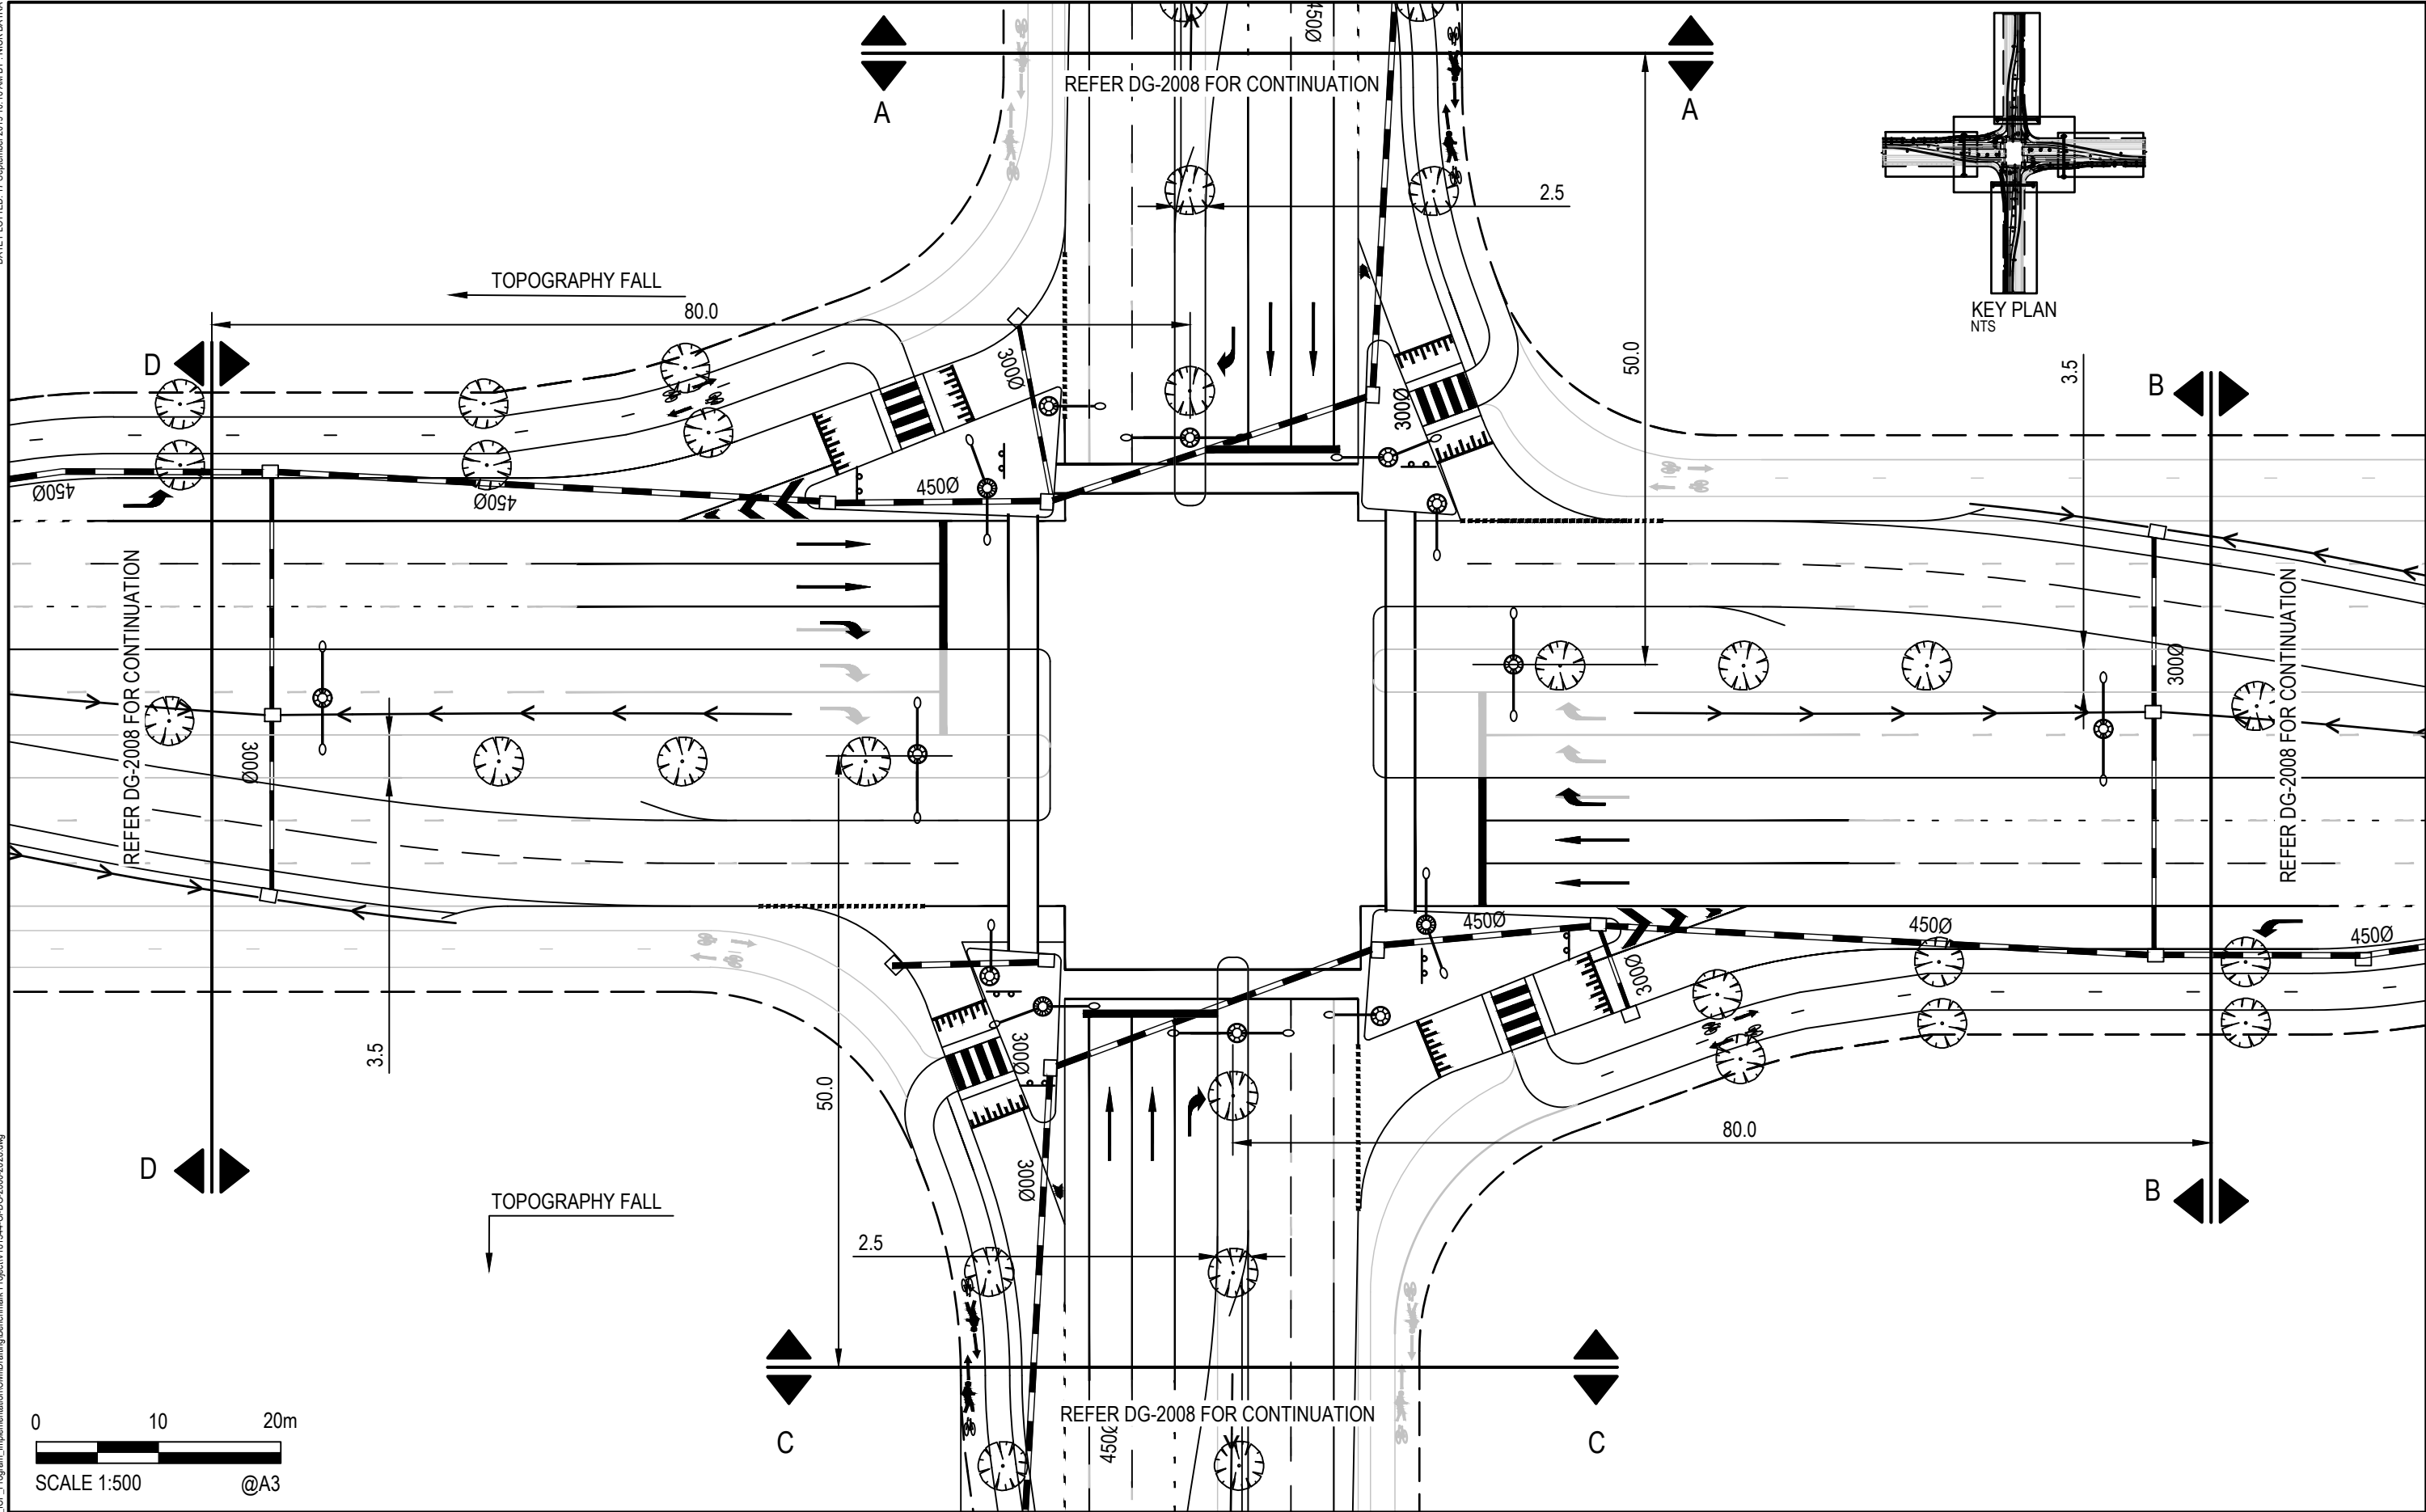 450Ø
A
A
REFER DG-2008 FOR CONTINUATION
2.5
TOPOGRAPHY FALL
80.0
KEY PLAN
NTS
50.0
3.5
D
B
300Ø
300Ø
450Ø
450Ø
450Ø
REFER DG-2008 FOR CONTINUATION
REFER DG-2008 FOR CONTINUATION
300Ø
300Ø
450Ø
450Ø
450Ø
300Ø
3.5
50.0
300Ø
300Ø
80.0
D
B
TOPOGRAPHY FALL
2.5
REFER DG-2008 FOR CONTINUATION
450Ø
C
C
0 10 20m
SCALE 1:500 @A3